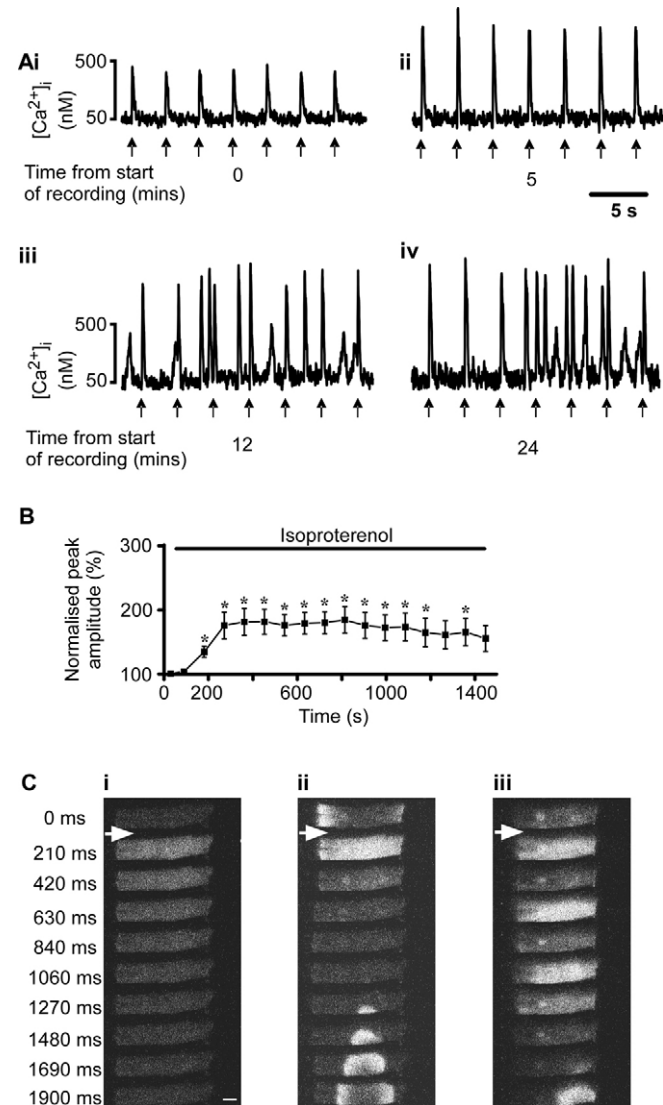 Ai
ii
500
50
[Ca²⁺]ᵢ
(nM)
Time from start
of recording (mins)
0
5
5 s
iii
iv
500
50
[Ca²⁺]ᵢ
(nM)
Time from start
of recording (mins)
12
24
B
Isoproterenol
300
200
100
Normalised peak
amplitude (%)
* * * * * * * * * * * * *
0 200 600 1000 1400
Time (s)
C i ii iii
0 ms
210 ms
420 ms
630 ms
840 ms
1060 ms
1270 ms
1480 ms
1690 ms
1900 ms